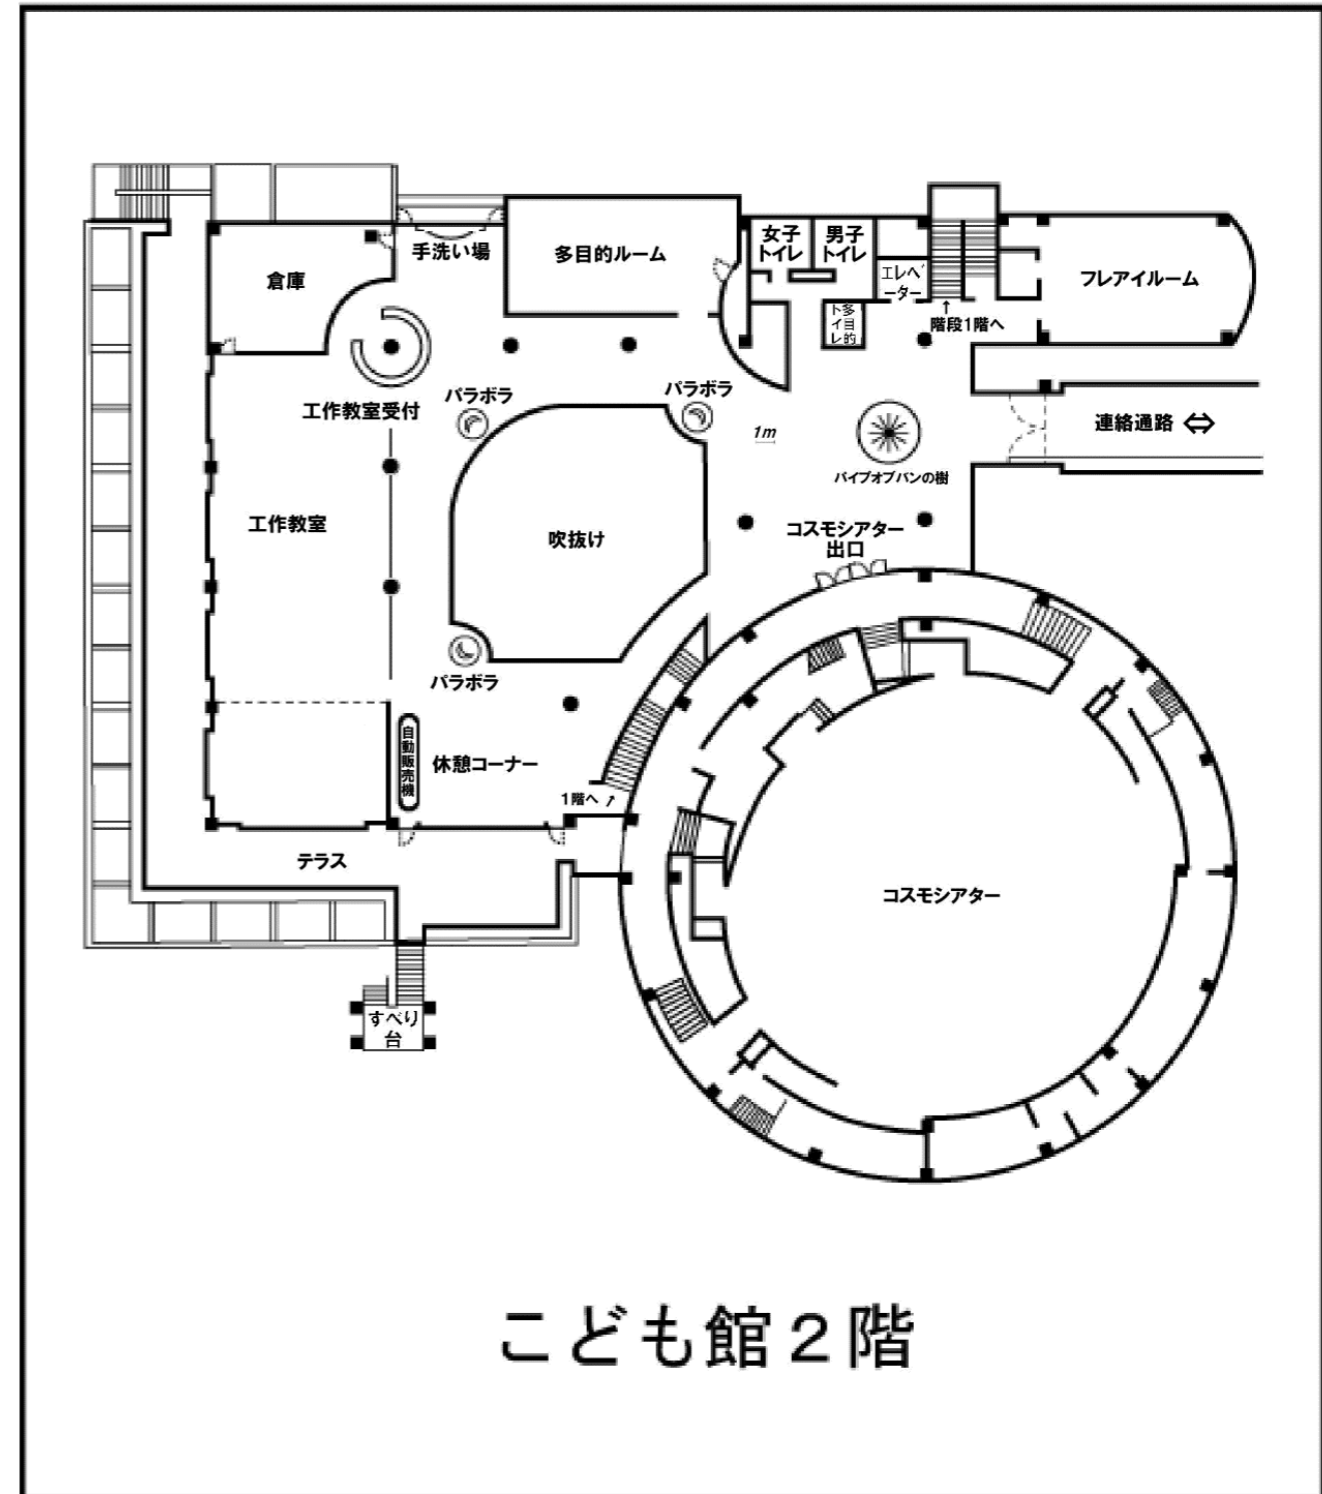 女子
トイレ
男子
トイレ
手洗い場
多目的ルーム
倉庫
エレベーター
フレアイルーム
多目的
トイレ
↑
階段1階へ
パラボラ
パラボラ
工作教室受付
連絡通路 ⇔
1m
パイプオブパンの樹
工作教室
吹抜け
コスモシアター
出口
パラボラ
自動販売機
休憩コーナー
1階へ ↑
テラス
コスモシアター
すべり
台
こども館2階